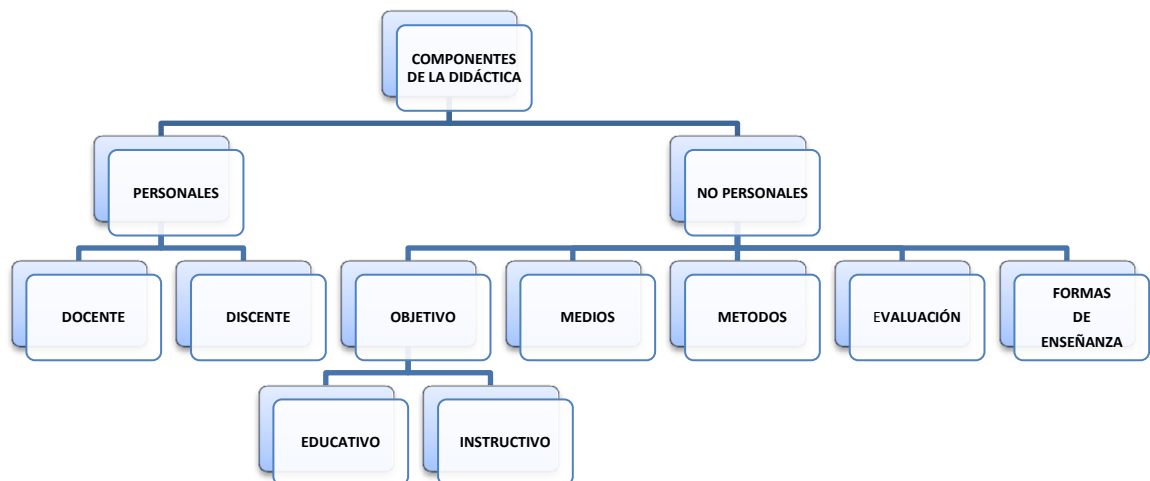 COMPONENTES
DE LA DIDÁCTICA
PERSONALES
NO PERSONALES
DOCENTE
DISCENTE
OBJETIVO
MEDIOS
METODOS
EVALUACIÓN
FORMAS
DE
ENSEÑANZA
EDUCATIVO
INSTRUCTIVO